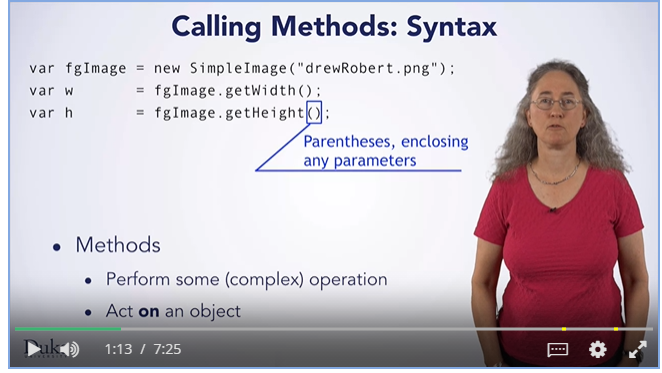 Calling Methods: Syntax
var fgImage = new SimpleImage("drewRobert.png");
var w = fgImage.getWidth();
var h = fgImage.getHeight();
Parentheses, enclosing
any parameters
• Methods
• Perform some (complex) operation
• Act on an object
Duke
1:13 / 7:25